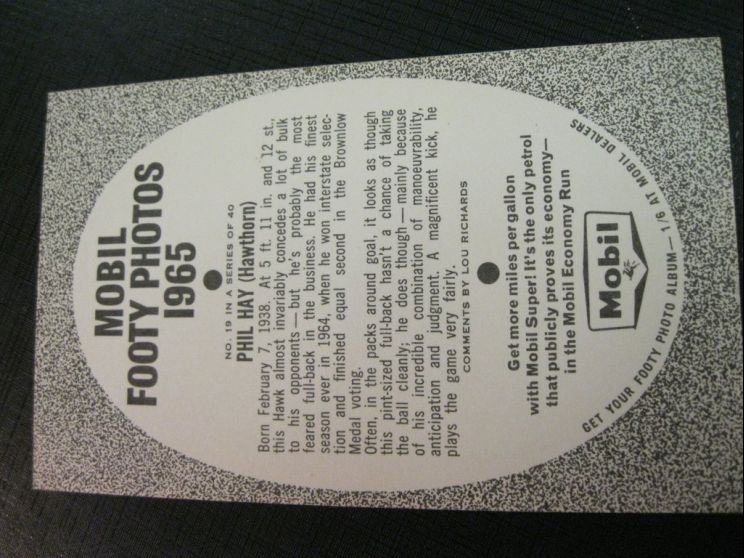 MOBIL
FOOTY PHOTOS
1965
NO. 19 IN A SERIES OF 40
PHIL HAY (Hawthorn)
Born February 7, 1938. At 5 ft. 11 in. and 12 st.,
this Hawk almost invariably concedes a lot of bulk
to his opponents — but he's probably the most
feared full-back in the business. He had his finest
season ever in 1964, when he won interstate selec-
tion and finished equal second in the Brownlow
Medal voting.
Often, in the packs around goal, it looks as though
this pint-sized full-back hasn't a chance of taking
the ball cleanly; he does though — mainly because
of his incredible combination of manoeuvrability,
anticipation and judgment. A magnificent kick, he
plays the game very fairly.
COMMENTS BY LOU RICHARDS
Get more miles per gallon
with Mobil Super! It's the only petrol
that publicly proves its economy—
in the Mobil Economy Run
Mobil
GET YOUR FOOTY PHOTO ALBUM — 1/6 AT MOBIL DEALERS